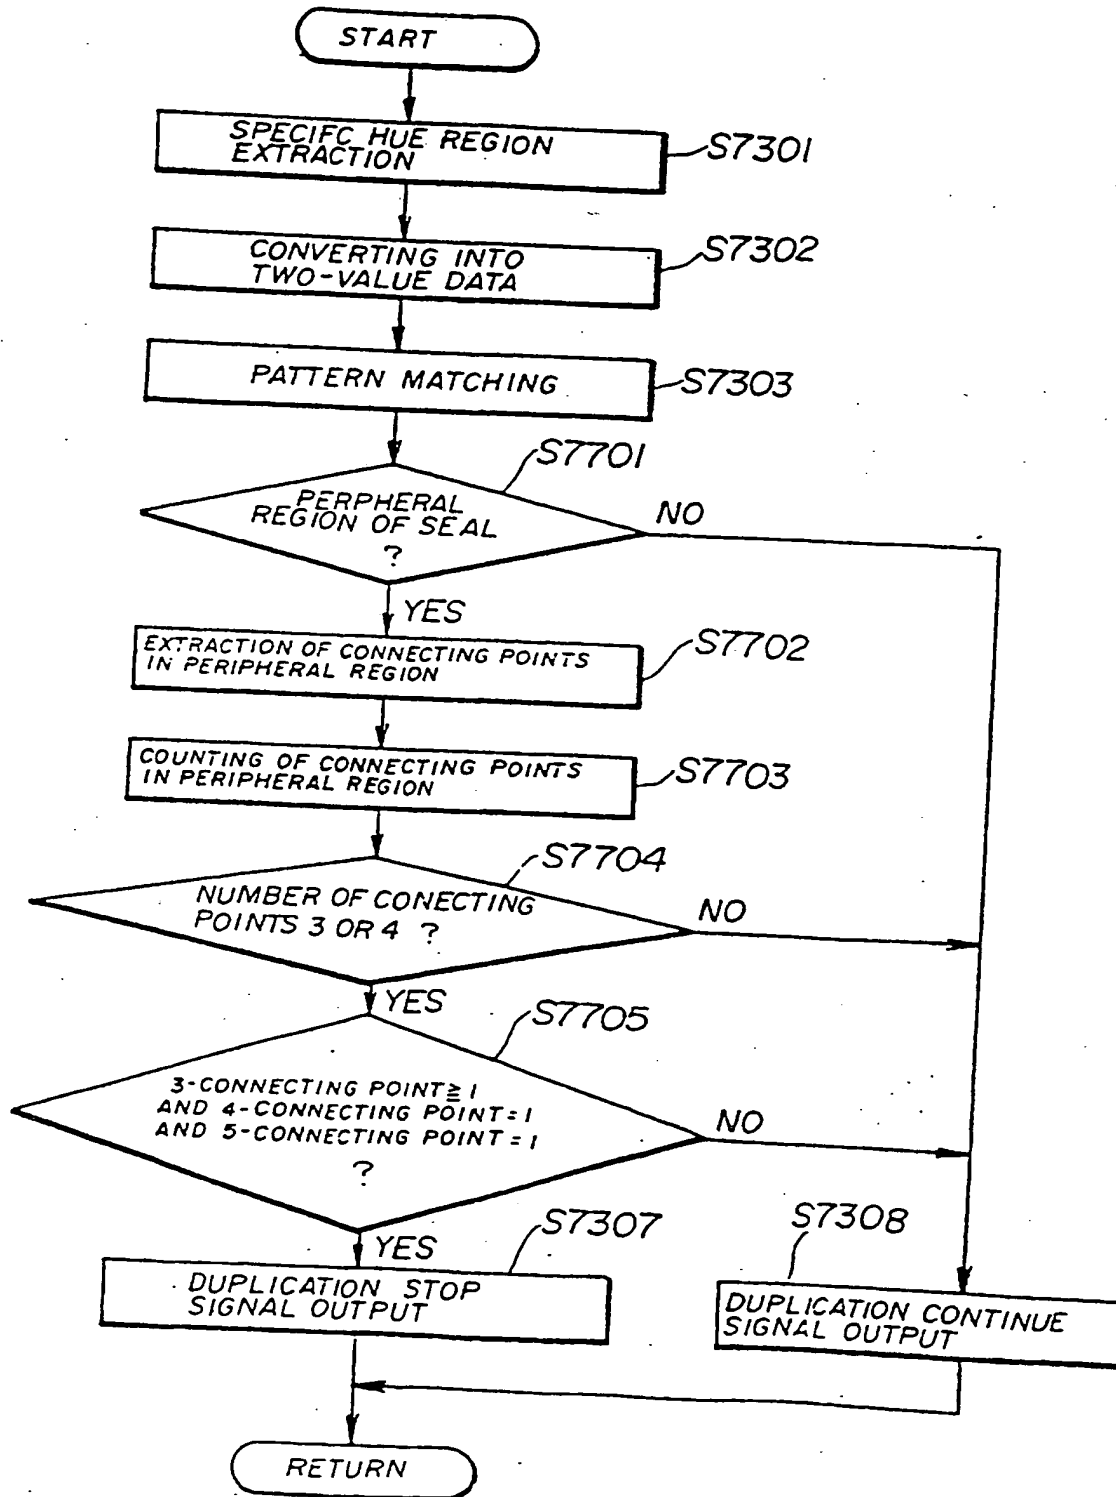 START
SPECIFC HUE REGION
EXTRACTION
S7301
CONVERTING INTO
TWO-VALUE DATA
S7302
PATTERN MATCHING
S7303
S7701
PERPHERAL
REGION OF SEAL
?
NO
YES
EXTRACTION OF CONNECTING POINTS
IN PERIPHERAL REGION
S7702
COUNTING OF CONNECTING POINTS
IN PERIPHERAL REGION
S7703
S7704
NUMBER OF CONECTING
POINTS 3 OR 4 ?
NO
YES
S7705
3-CONNECTING POINT≧1
AND 4-CONNECTING POINT=1
AND 5-CONNECTING POINT=1
?
NO
YES
S7307
DUPLICATION STOP
SIGNAL OUTPUT
S7308
DUPLICATION CONTINUE
SIGNAL OUTPUT
RETURN